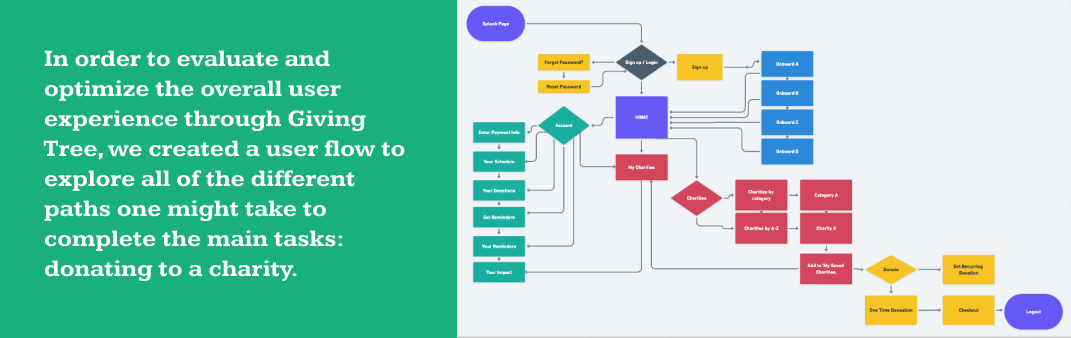 In order to evaluate and
optimize the overall user
experience through Giving
Tree, we created a user flow to
explore all of the different
paths one might take to
complete the main tasks:
donating to a charity.
Splash Page
Forgot Password?
Sign up / Login
Sign up
Onboard A
Reset Password
Onboard B
HOME
Onboard C
Enter Payment Info
Account
Onboard D
Your Schedule
My Charities
Your Donations
Charities
Charities by
category
Category A
Set Reminders
Charities by A-Z
Charity X
Your Reminders
Your Impact
Add to 'My Saved
Charities.
Donate
Set Recurring
Donation
One Time Donation
Checkout
Logout